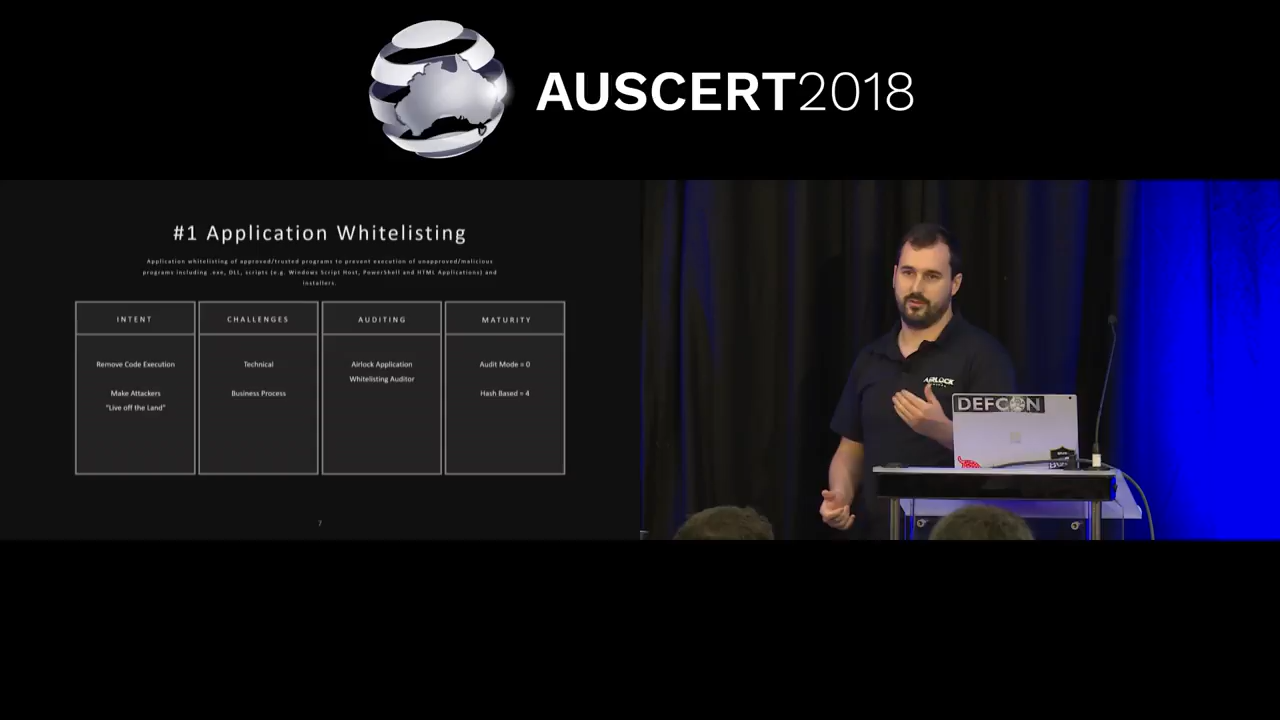 AUSCERT2018
#1 Application Whitelisting
Application whitelisting of approved/trusted programs to prevent execution of unapproved/malicious
programs including .exe, DLL, scripts (e.g. Windows Script Host, PowerShell and HTML Applications) and
installers.
INTENT
Remove Code Execution
Make Attackers
"Live off the Land"
CHALLENGES
Technical
Business Process
AUDITING
Airlock Application
Whitelisting Auditor
MATURITY
Audit Mode = 0
Hash Based = 4
7
AIRLOCK
DEFCON